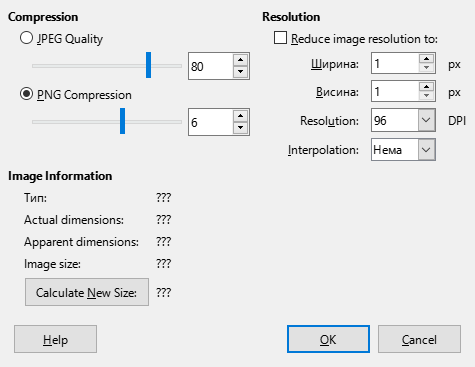 Compression
JPEG Quality
80
PNG Compression
6
Resolution
Reduce image resolution to:
Ширина: 1 px
Висина: 1 px
Resolution: 96 DPI
Interpolation: Нема
Image Information
Тип: ???
Actual dimensions: ???
Apparent dimensions: ???
Image size: ???
Calculate New Size: ???
Help
OK
Cancel